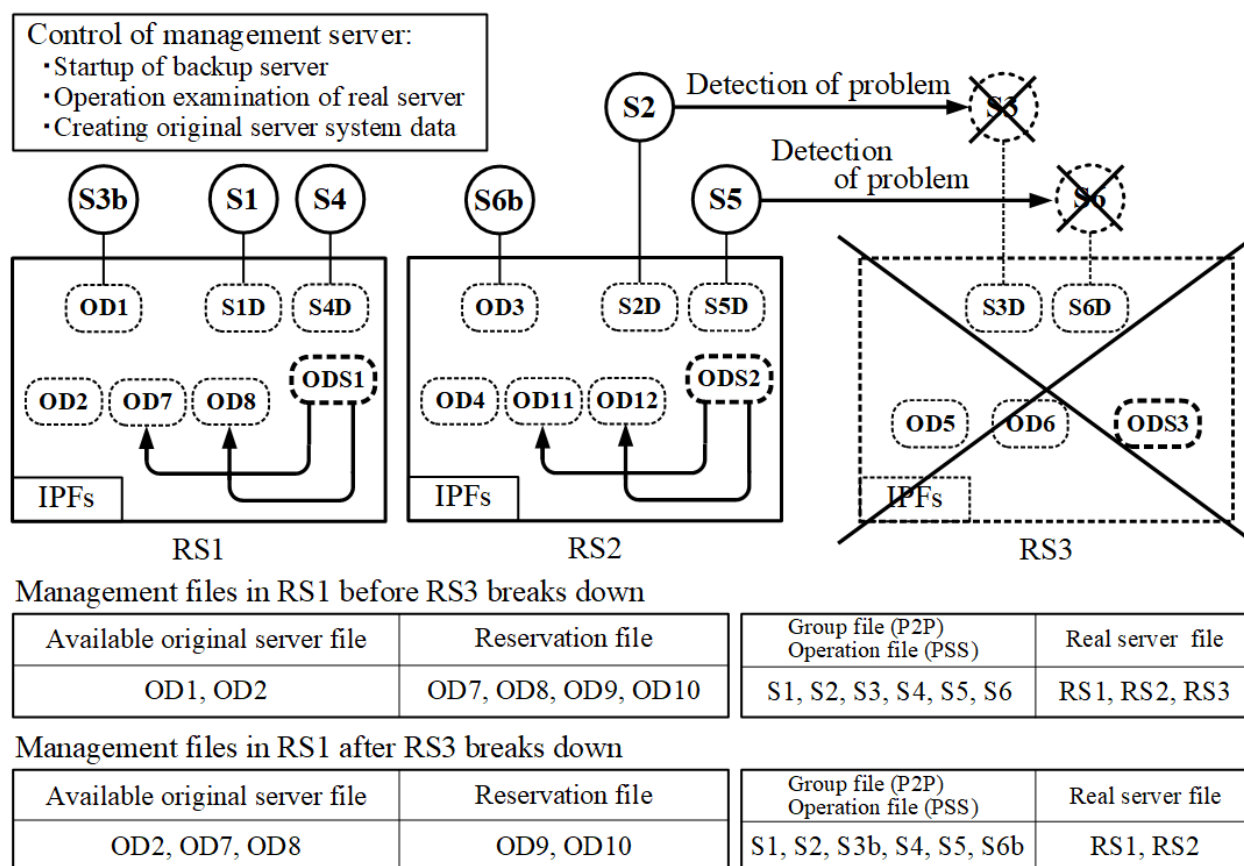 Control of management server:
・Startup of backup server
・Operation examination of real server
・Creating original server system data
S2
Detection of problem
S3
Detection
of problem
S3b
S1
S4
S6b
S5
S6
OD1
S1D
S4D
OD3
S2D
S5D
S3D
S6D
ODS1
ODS2
OD2
OD7
OD8
OD4
OD11
OD12
OD5
OD6
ODS3
IPFs
IPFs
IPFs
RS1
RS2
RS3
Management files in RS1 before RS3 breaks down
Available original server file
Reservation file
Group file (P2P)
Operation file (PSS)
Real server file
OD1, OD2
OD7, OD8, OD9, OD10
S1, S2, S3, S4, S5, S6
RS1, RS2, RS3
Management files in RS1 after RS3 breaks down
Available original server file
Reservation file
Group file (P2P)
Operation file (PSS)
Real server file
OD2, OD7, OD8
OD9, OD10
S1, S2, S3b, S4, S5, S6b
RS1, RS2